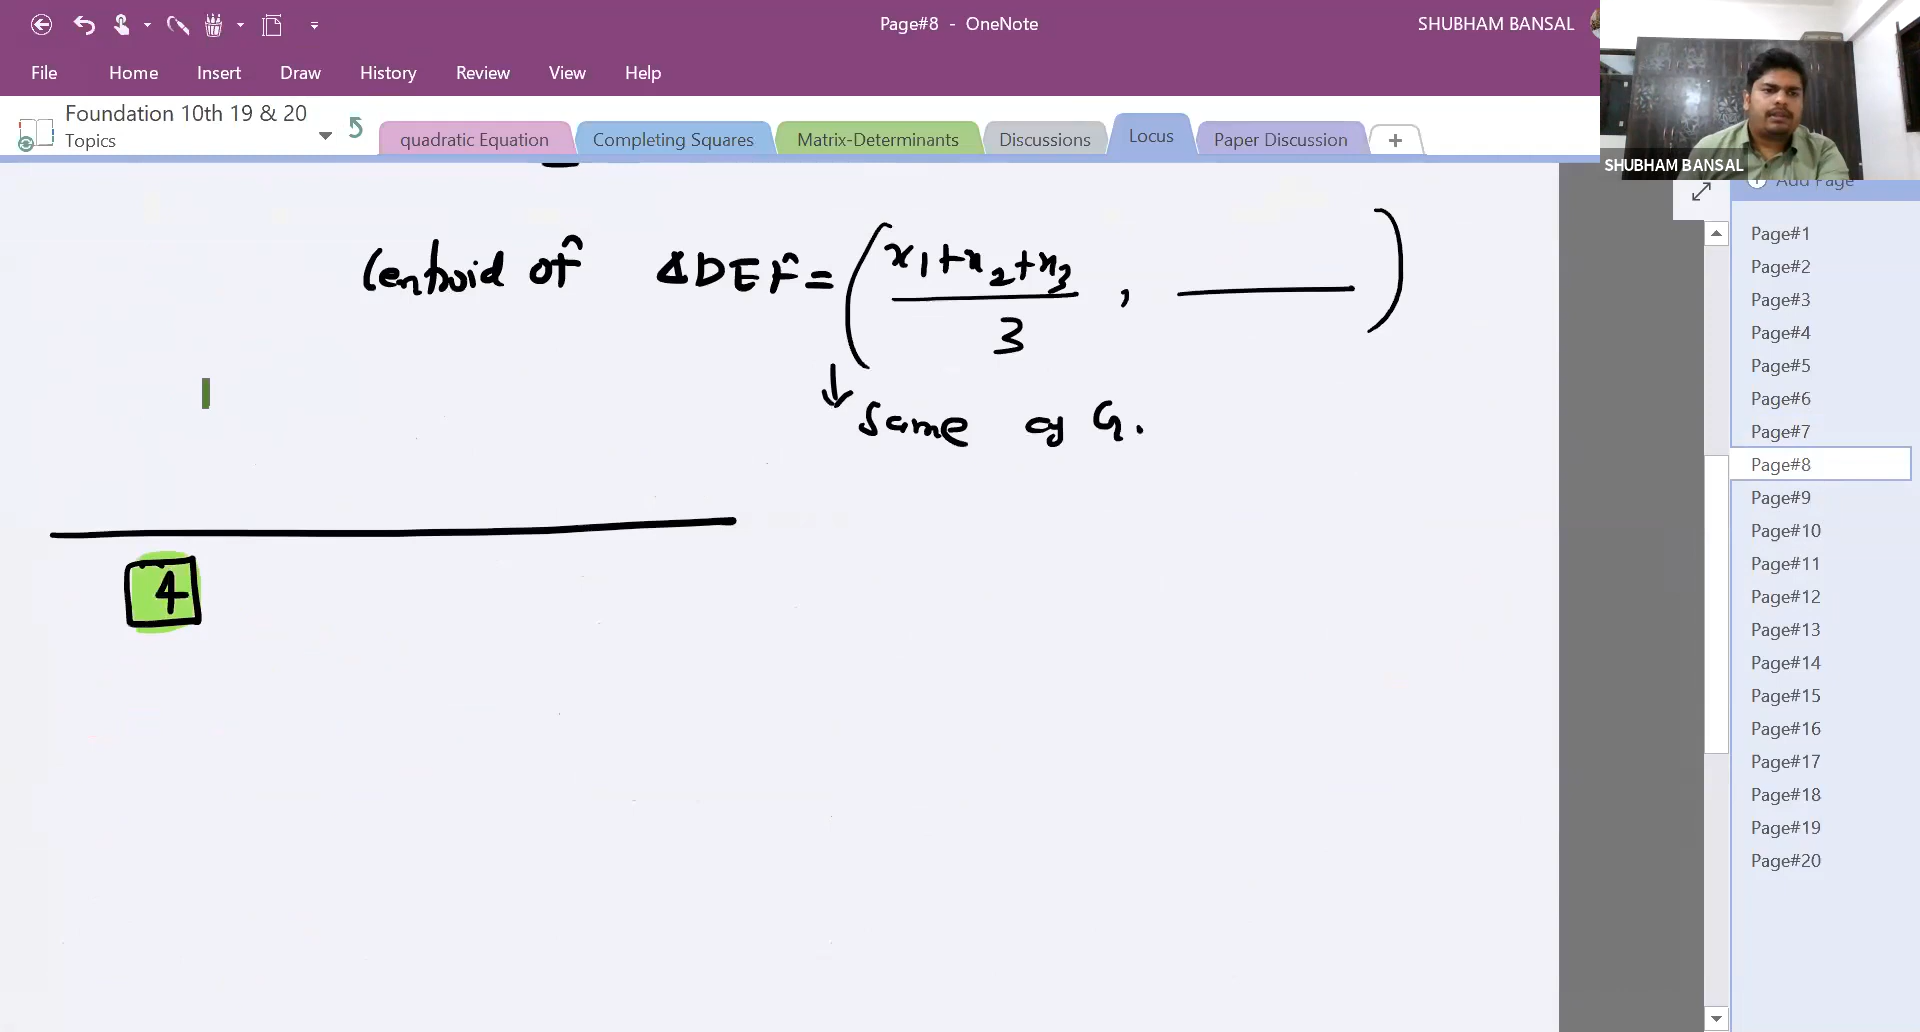 Page#8 - OneNote
SHUBHAM BANSAL
File Home Insert Draw History Review View Help
SHUBHAM BANSAL
Foundation 10th 19 & 20
Topics
quadratic Equation
Completing Squares
Matrix-Determinants
Discussions
Locus
Paper Discussion
+
Add Page
Page#1
Page#2
Page#3
Page#4
Page#5
Page#6
Page#7
Page#8
Page#9
Page#10
Page#11
Page#12
Page#13
Page#14
Page#15
Page#16
Page#17
Page#18
Page#19
Page#20
Centroid of ΔDEF = (x₁+x₂+x₃
3 , )
↓ Same as G.
4